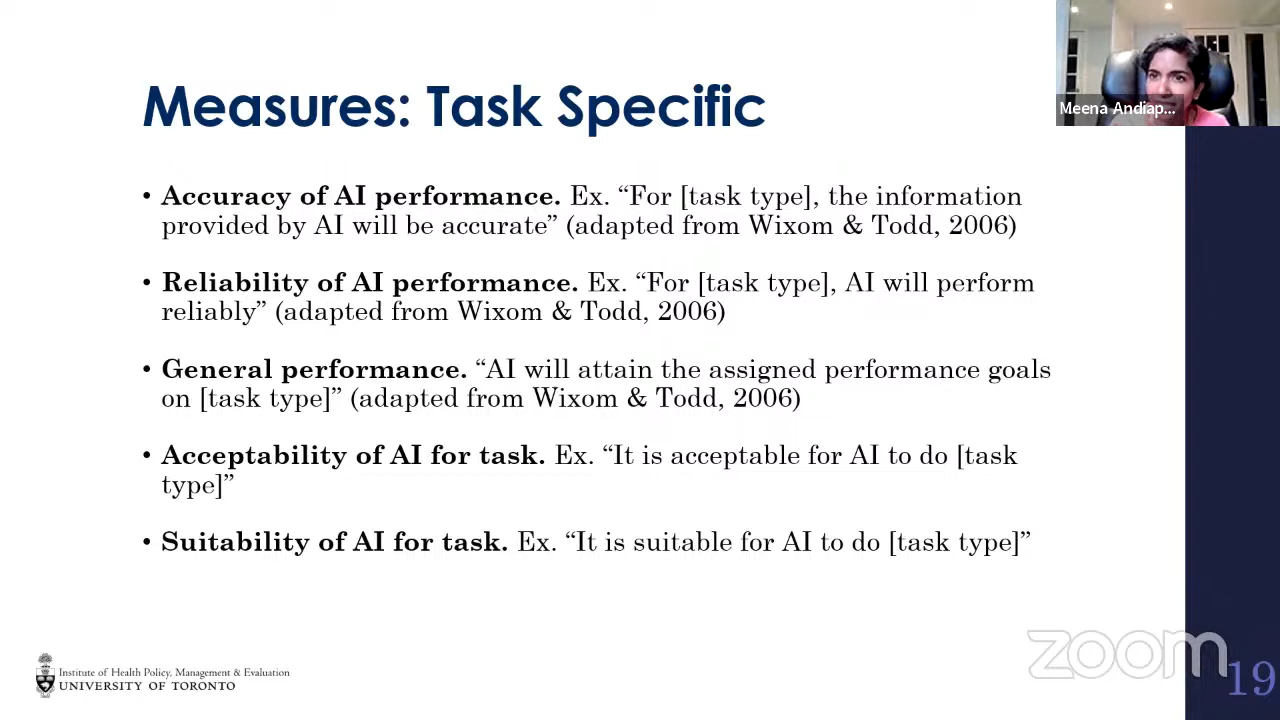 Measures: Task Specific
Meena Andiap...
• Accuracy of AI performance. Ex. “For [task type], the information
provided by AI will be accurate” (adapted from Wixom & Todd, 2006)
• Reliability of AI performance. Ex. “For [task type], AI will perform
reliably” (adapted from Wixom & Todd, 2006)
• General performance. “AI will attain the assigned performance goals
on [task type]” (adapted from Wixom & Todd, 2006)
• Acceptability of AI for task. Ex. “It is acceptable for AI to do [task
type]”
• Suitability of AI for task. Ex. “It is suitable for AI to do [task type]”
Institute of Health Policy, Management & Evaluation
UNIVERSITY OF TORONTO
zoom
19